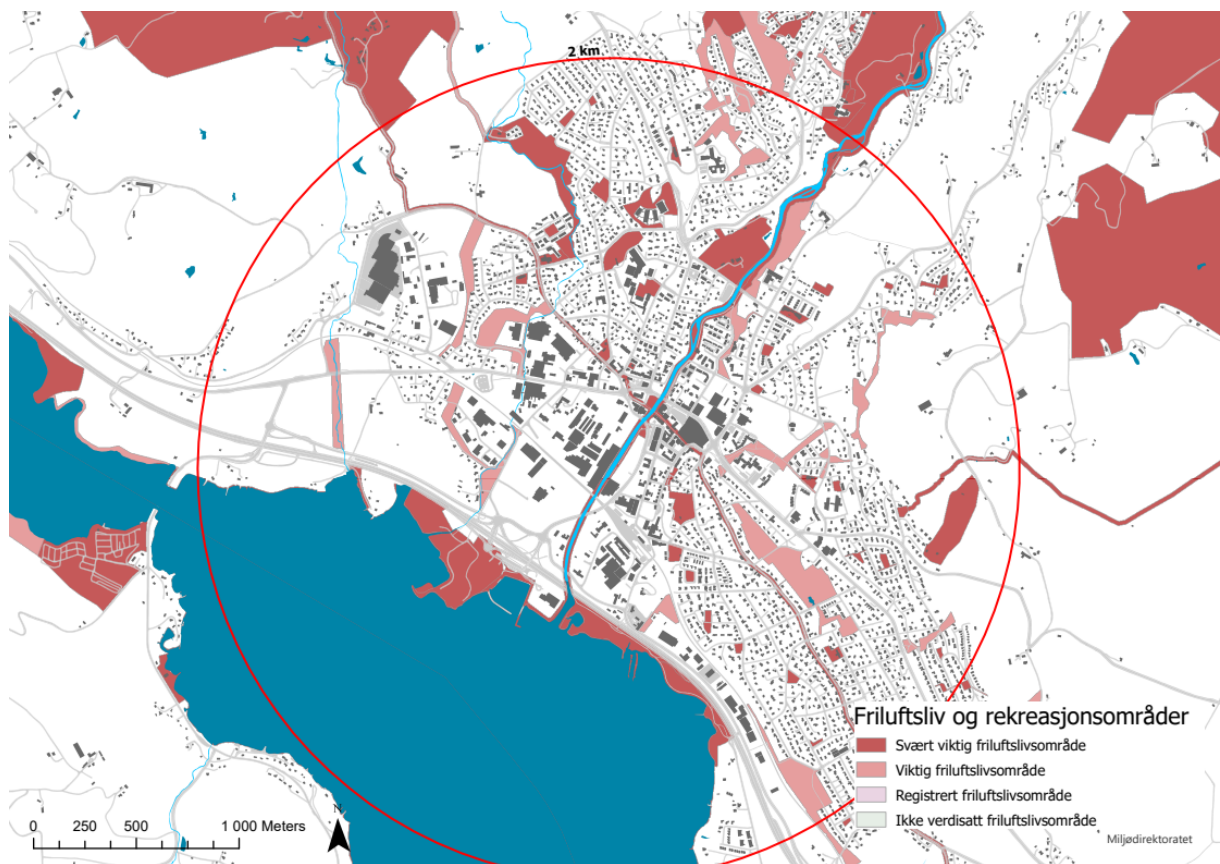 2 km
Friluftsliv og rekreasjonsområder
Svært viktig friluftslivsområde
Viktig friluftslivsområde
Registrert friluftslivsområde
Ikke verdisatt friluftslivsområde
Miljødirektoratet
N
0 250 500 1 000 Meters